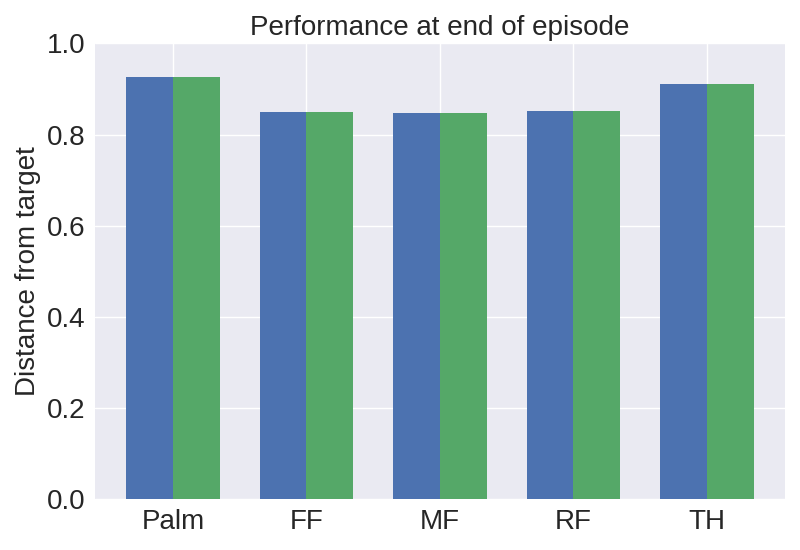 Performance at end of episode
Distance from target
1.0
0.8
0.6
0.4
0.2
0.0
Palm FF MF RF TH